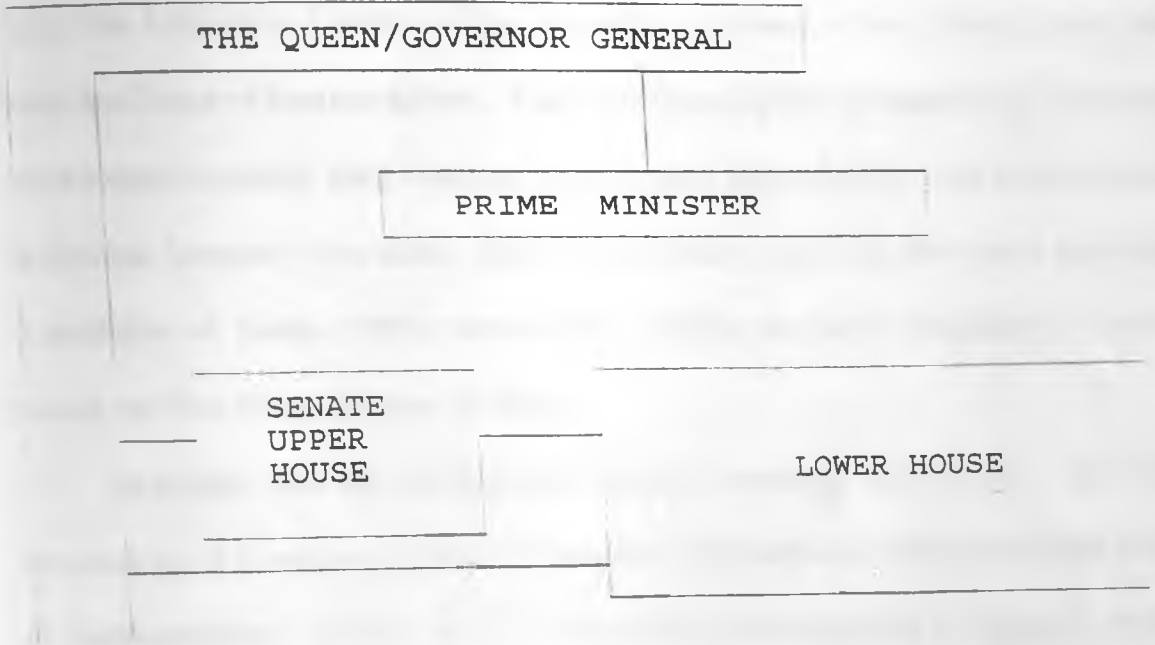 THE QUEEN/GOVERNOR GENERAL
PRIME MINISTER
SENATE
UPPER
HOUSE
LOWER HOUSE